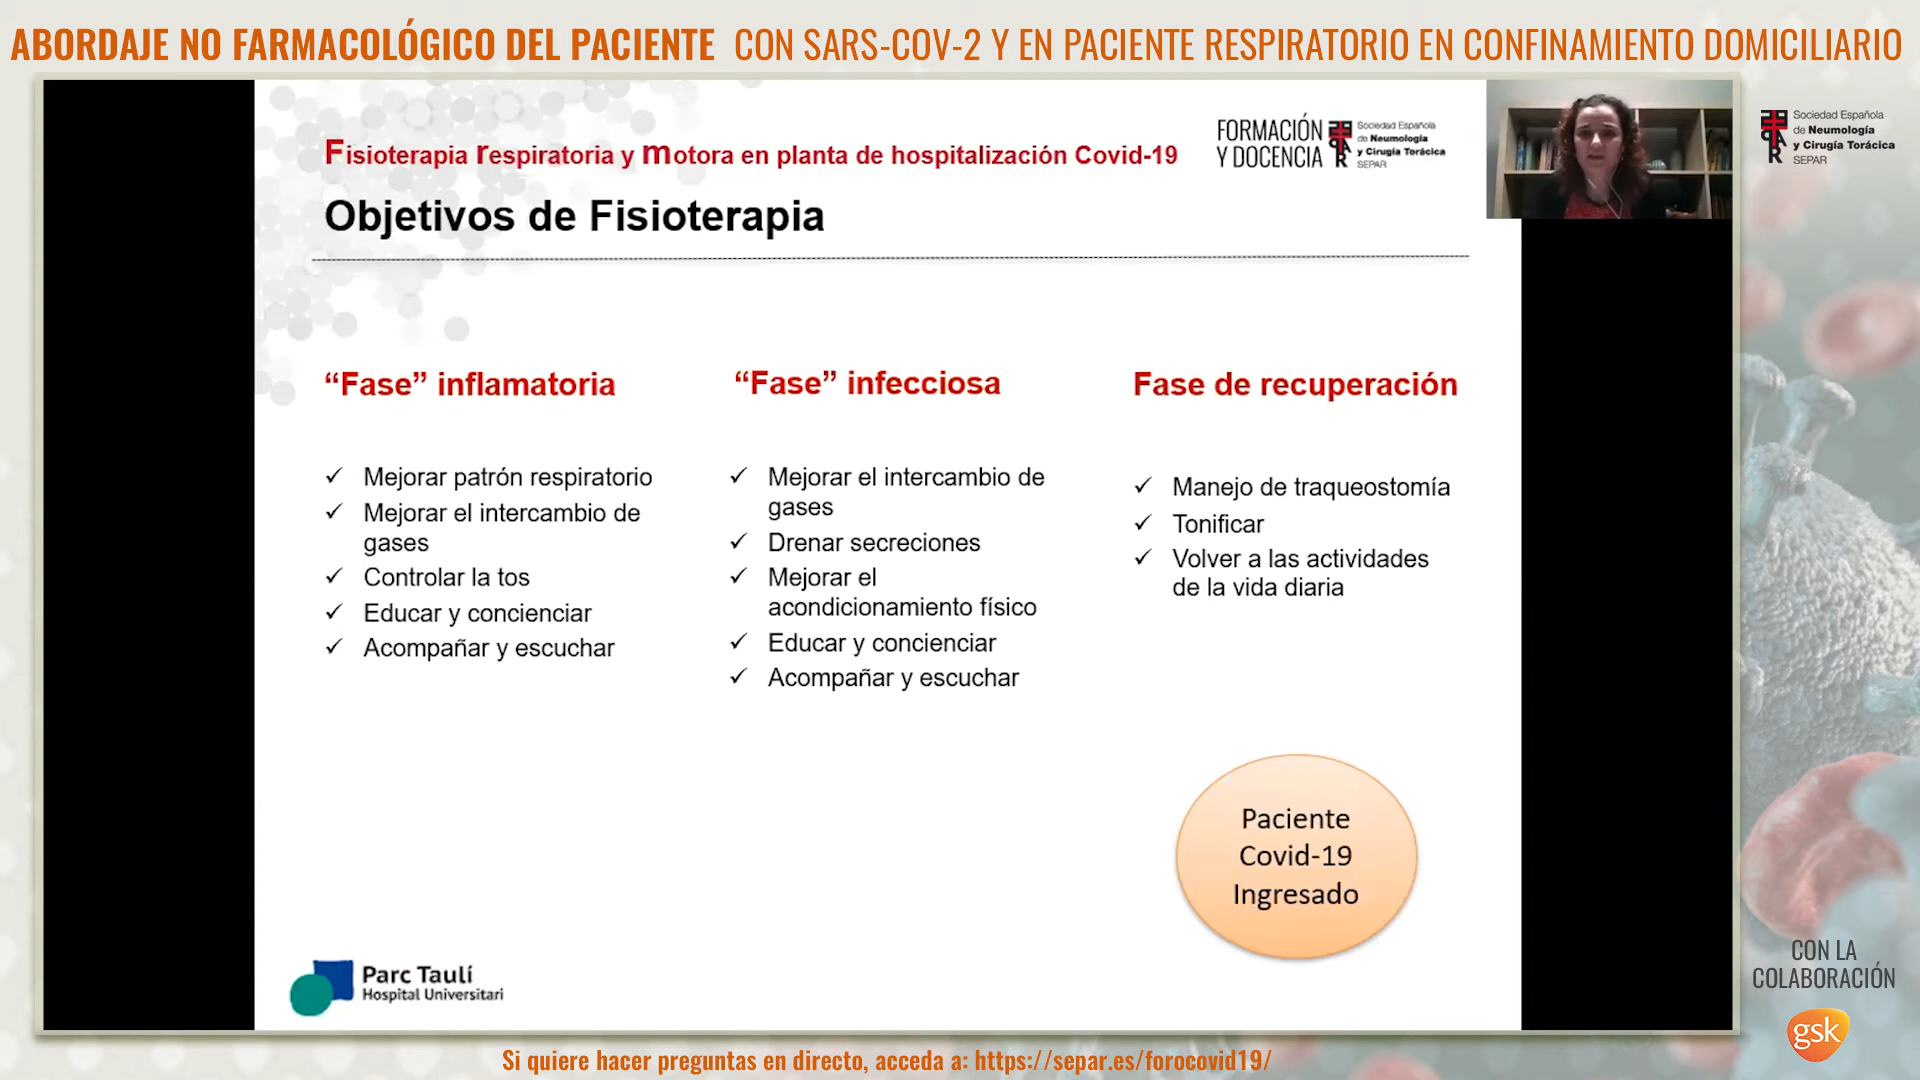 ABORDAJE NO FARMACOLÓGICO DEL PACIENTE CON SARS-COV-2 Y EN PACIENTE RESPIRATORIO EN CONFINAMIENTO DOMICILIARIO
Fisioterapia respiratoria y motora en planta de hospitalización Covid-19
FORMACIÓN
Y DOCENCIA
Sociedad Española
de Neumología
y Cirugía Torácica
SEPAR
Sociedad Española
de Neumología
y Cirugía Torácica
SEPAR
Objetivos de Fisioterapia
“Fase” inflamatoria
✓ Mejorar patrón respiratorio
✓ Mejorar el intercambio de
gases
✓ Controlar la tos
✓ Educar y concienciar
✓ Acompañar y escuchar
“Fase” infecciosa
✓ Mejorar el intercambio de
gases
✓ Drenar secreciones
✓ Mejorar el
acondicionamiento físico
✓ Educar y concienciar
✓ Acompañar y escuchar
Fase de recuperación
✓ Manejo de traqueostomía
✓ Tonificar
✓ Volver a las actividades
de la vida diaria
Paciente
Covid-19
Ingresado
Parc Taulí
Hospital Universitari
CON LA
COLABORACIÓN
gsk
Si quiere hacer preguntas en directo, acceda a: https://separ.es/forocovid19/